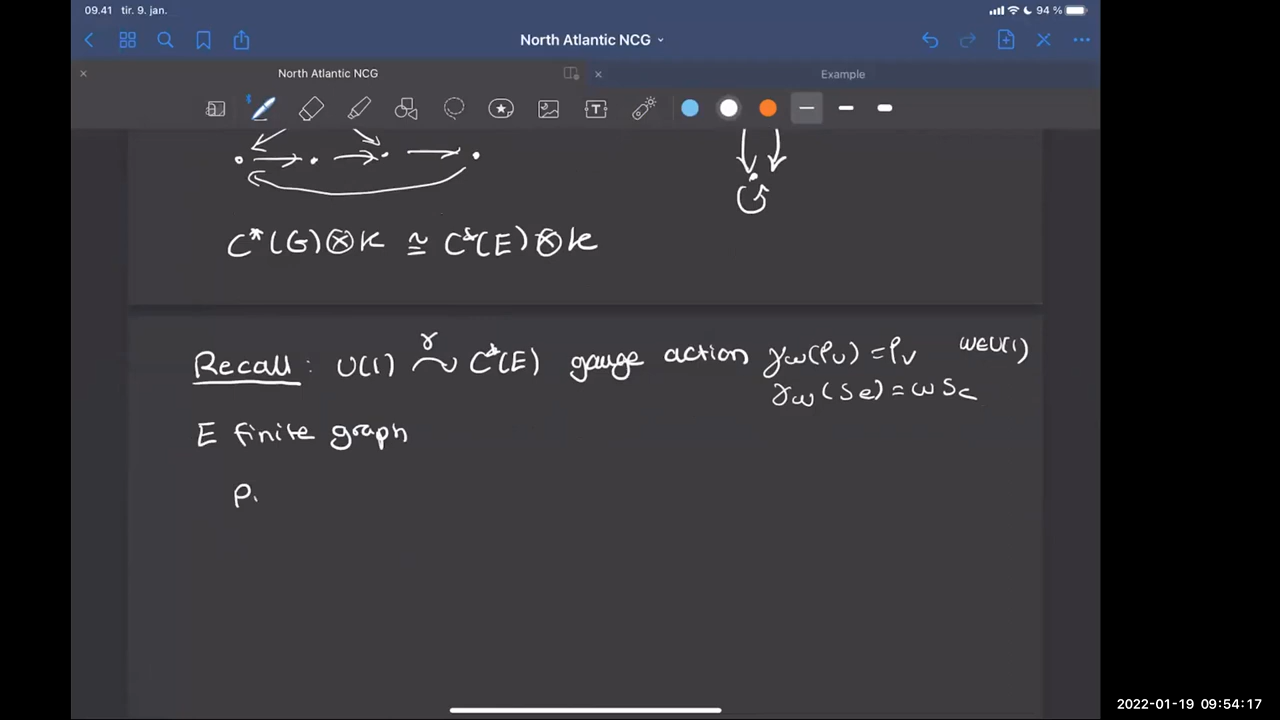 09.41 tir. 9. jan.
94 %
North Atlantic NCG
North Atlantic NCG
Example
C*(G)⊗K ≅ C*(E)⊗K
Recall: U(1) γ↷ C*(E) gauge action γω(Pv) = Pv ω∈U(1)
γω(Se) = ωSe
E finite graph
P
2022-01-19 09:54:17